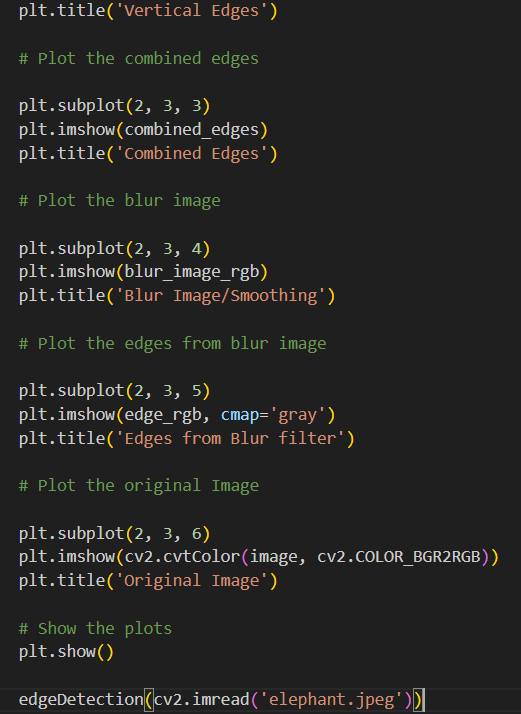 plt.title('Vertical Edges')
# Plot the combined edges
plt.subplot(2, 3, 3)
plt.imshow(combined_edges)
plt.title('Combined Edges')
# Plot the blur image
plt.subplot(2, 3, 4)
plt.imshow(blur_image_rgb)
plt.title('Blur Image/Smoothing')
# Plot the edges from blur image
plt.subplot(2, 3, 5)
plt.imshow(edge_rgb, cmap='gray')
plt.title('Edges from Blur filter')
# Plot the original Image
plt.subplot(2, 3, 6)
plt.imshow(cv2.cvtColor(image, cv2.COLOR_BGR2RGB))
plt.title('Original Image')
# Show the plots
plt.show()
edgeDetection(cv2.imread('elephant.jpeg'))